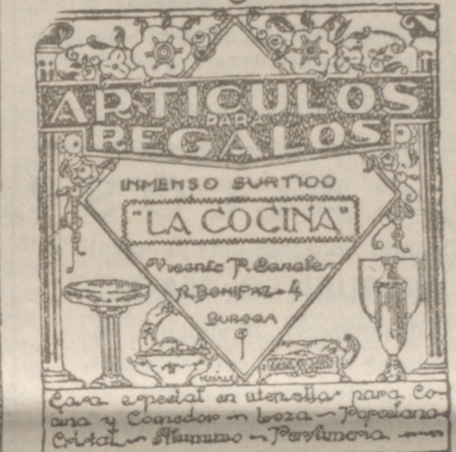 ARTICULOS
PAR
REGALOS
INMENSO SURTIDO
"LA COCINA"
Vicente P. Canales
R. BONIFAZ - 4
BURGOS
Casa especial en utensilios para Co-
cina y Comedor ~ Loza ~ Porcelana
Cristal ~ Aluminio ~ Perfumería